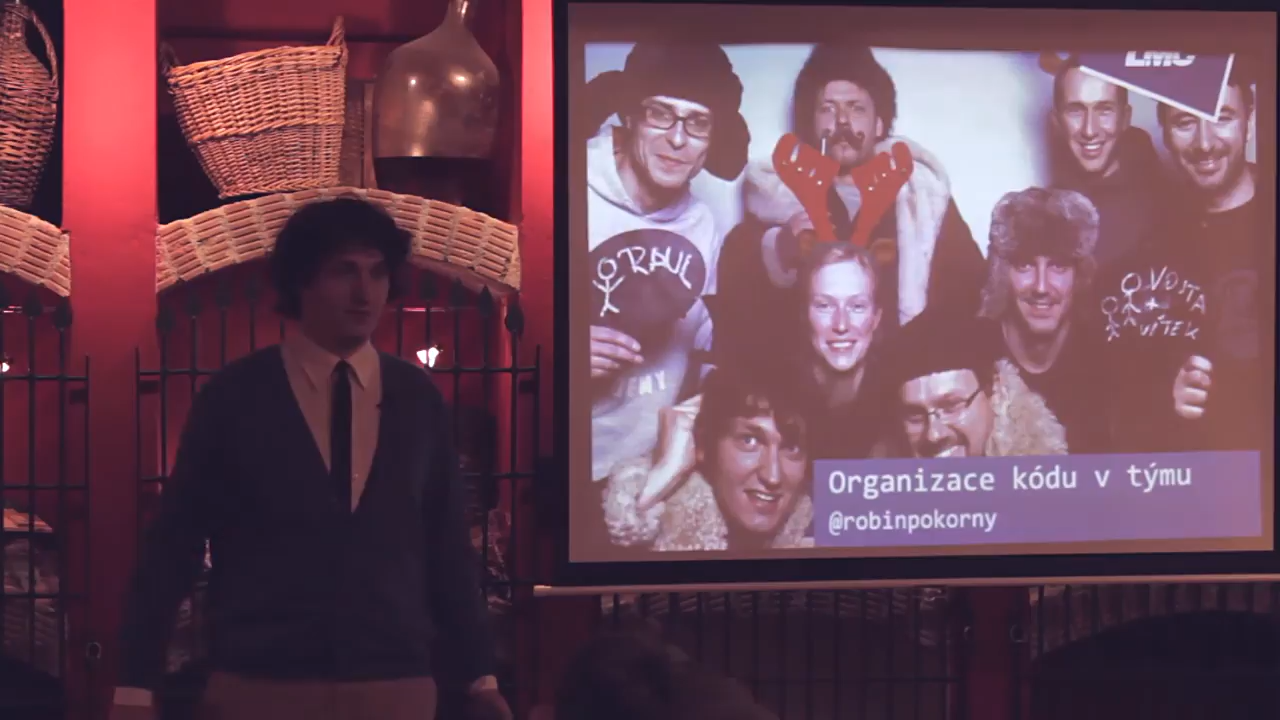 LMC
RAUL
VOJTA
+
VÍTEK
Organizace kódu v týmu
@robinpokorny